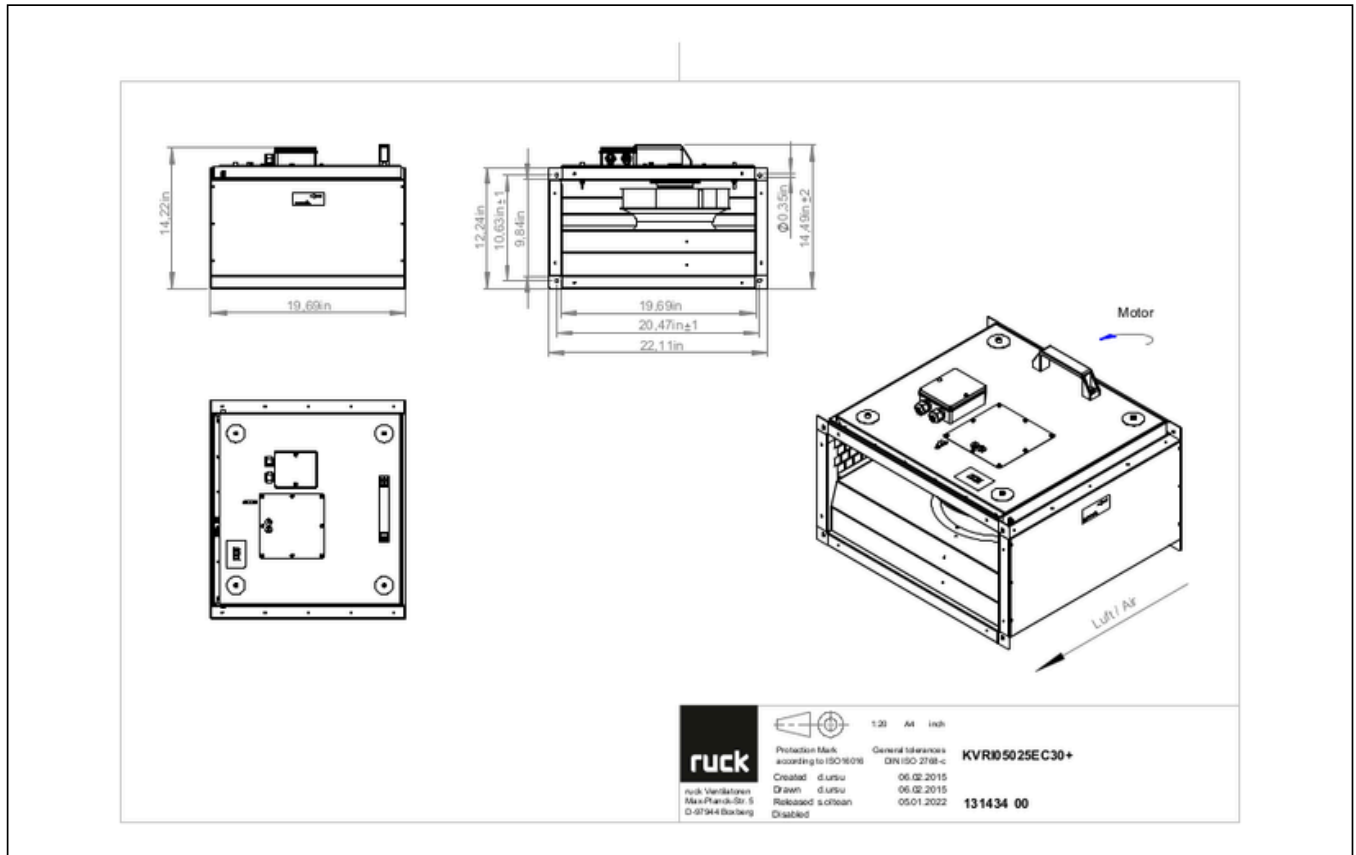 14,22in
19,69in
12,24in
10,63in±1
9,84in
Ø0,35in
14,49in±2
19,69in
20,47in±1
22,11in
Motor
Luft / Air
ruck
ruck Ventilatoren
Max-Planck-Str. 5
D-97944 Boxberg
1:20 A4 inch
Protection Mark
according to ISO16016
General tolerances
DIN ISO 2768-c
KVRI05025EC30+
Created d.ursu 06.02.2015
Drawn d.ursu 06.02.2015
Released s.oltean 05.01.2022
Disabled
131434 00